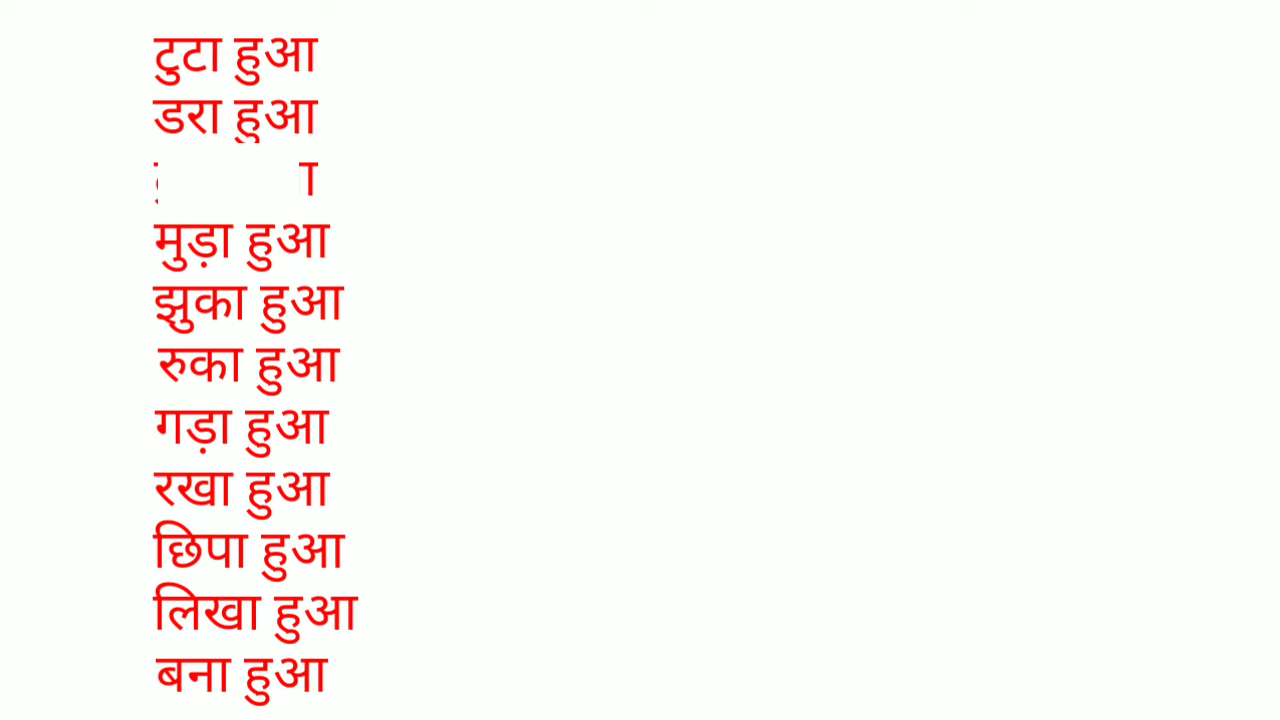 टुटा हुआ
डरा हुआ
मुड़ा हुआ
झुका हुआ
रुका हुआ
गड़ा हुआ
रखा हुआ
छिपा हुआ
लिखा हुआ
बना हुआ